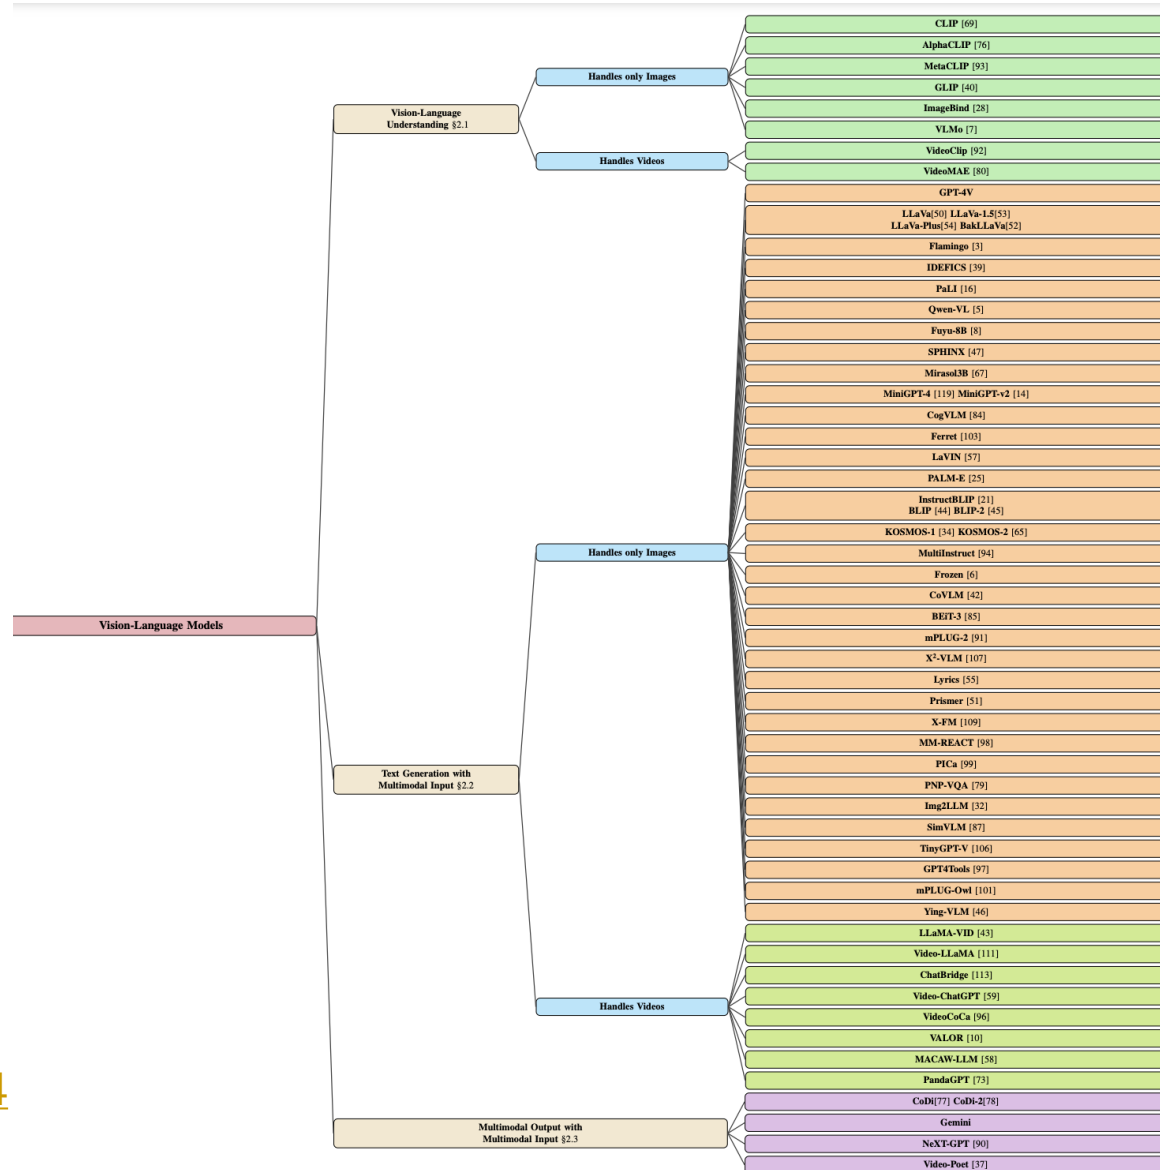 CLIP [69]
AlphaCLIP [76]
MetaCLIP [93]
Handles only Images
GLIP [40]
ImageBind [28]
Vision-Language
Understanding §2.1
VLMo [7]
VideoClip [92]
Handles Videos
VideoMAE [80]
GPT-4V
LLaVa[50] LLaVa-1.5[53]
LLaVa-Plus[54] BakLLaVa[52]
Flamingo [3]
IDEFICS [39]
PaLI [16]
Qwen-VL [5]
Fuyu-8B [8]
SPHINX [47]
Mirasol3B [67]
MiniGPT-4 [119] MiniGPT-v2 [14]
CogVLM [84]
Ferret [103]
LaVIN [57]
PALM-E [25]
InstructBLIP [21]
BLIP [44] BLIP-2 [45]
KOSMOS-1 [34] KOSMOS-2 [65]
Handles only Images
MultiInstruct [94]
Frozen [6]
CoVLM [42]
BEiT-3 [85]
Vision-Language Models
mPLUG-2 [91]
X²-VLM [107]
Lyrics [55]
Prismer [51]
X-FM [109]
MM-REACT [98]
PICa [99]
Text Generation with
Multimodal Input §2.2
PNP-VQA [79]
Img2LLM [32]
SimVLM [87]
TinyGPT-V [106]
GPT4Tools [97]
mPLUG-Owl [101]
Ying-VLM [46]
LLaMA-VID [43]
Video-LLaMA [111]
ChatBridge [113]
Video-ChatGPT [59]
Handles Videos
VideoCoCa [96]
VALOR [10]
MACAW-LLM [58]
PandaGPT [73]
4
CoDi[77] CoDi-2[78]
Gemini
Multimodal Output with
Multimodal Input §2.3
NeXT-GPT [90]
Video-Poet [37]